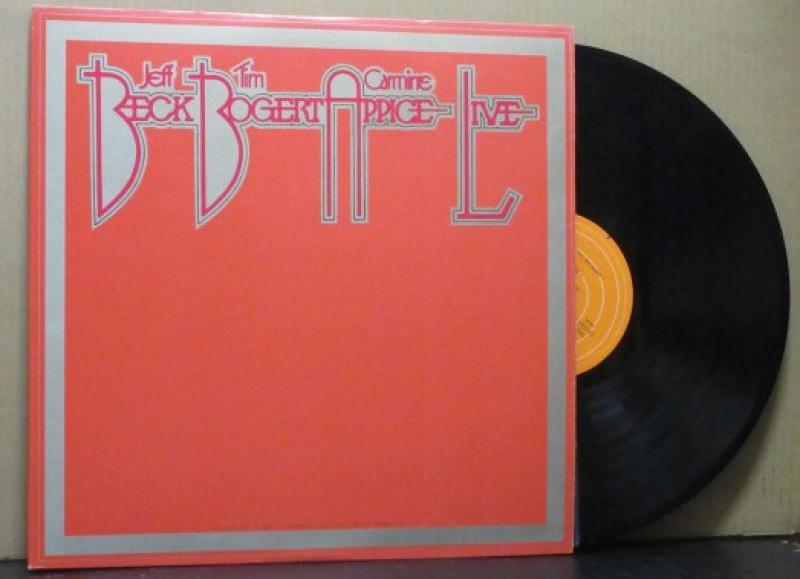 Jeff Tim Carmine
BECK BOGERT APPICE LIVE